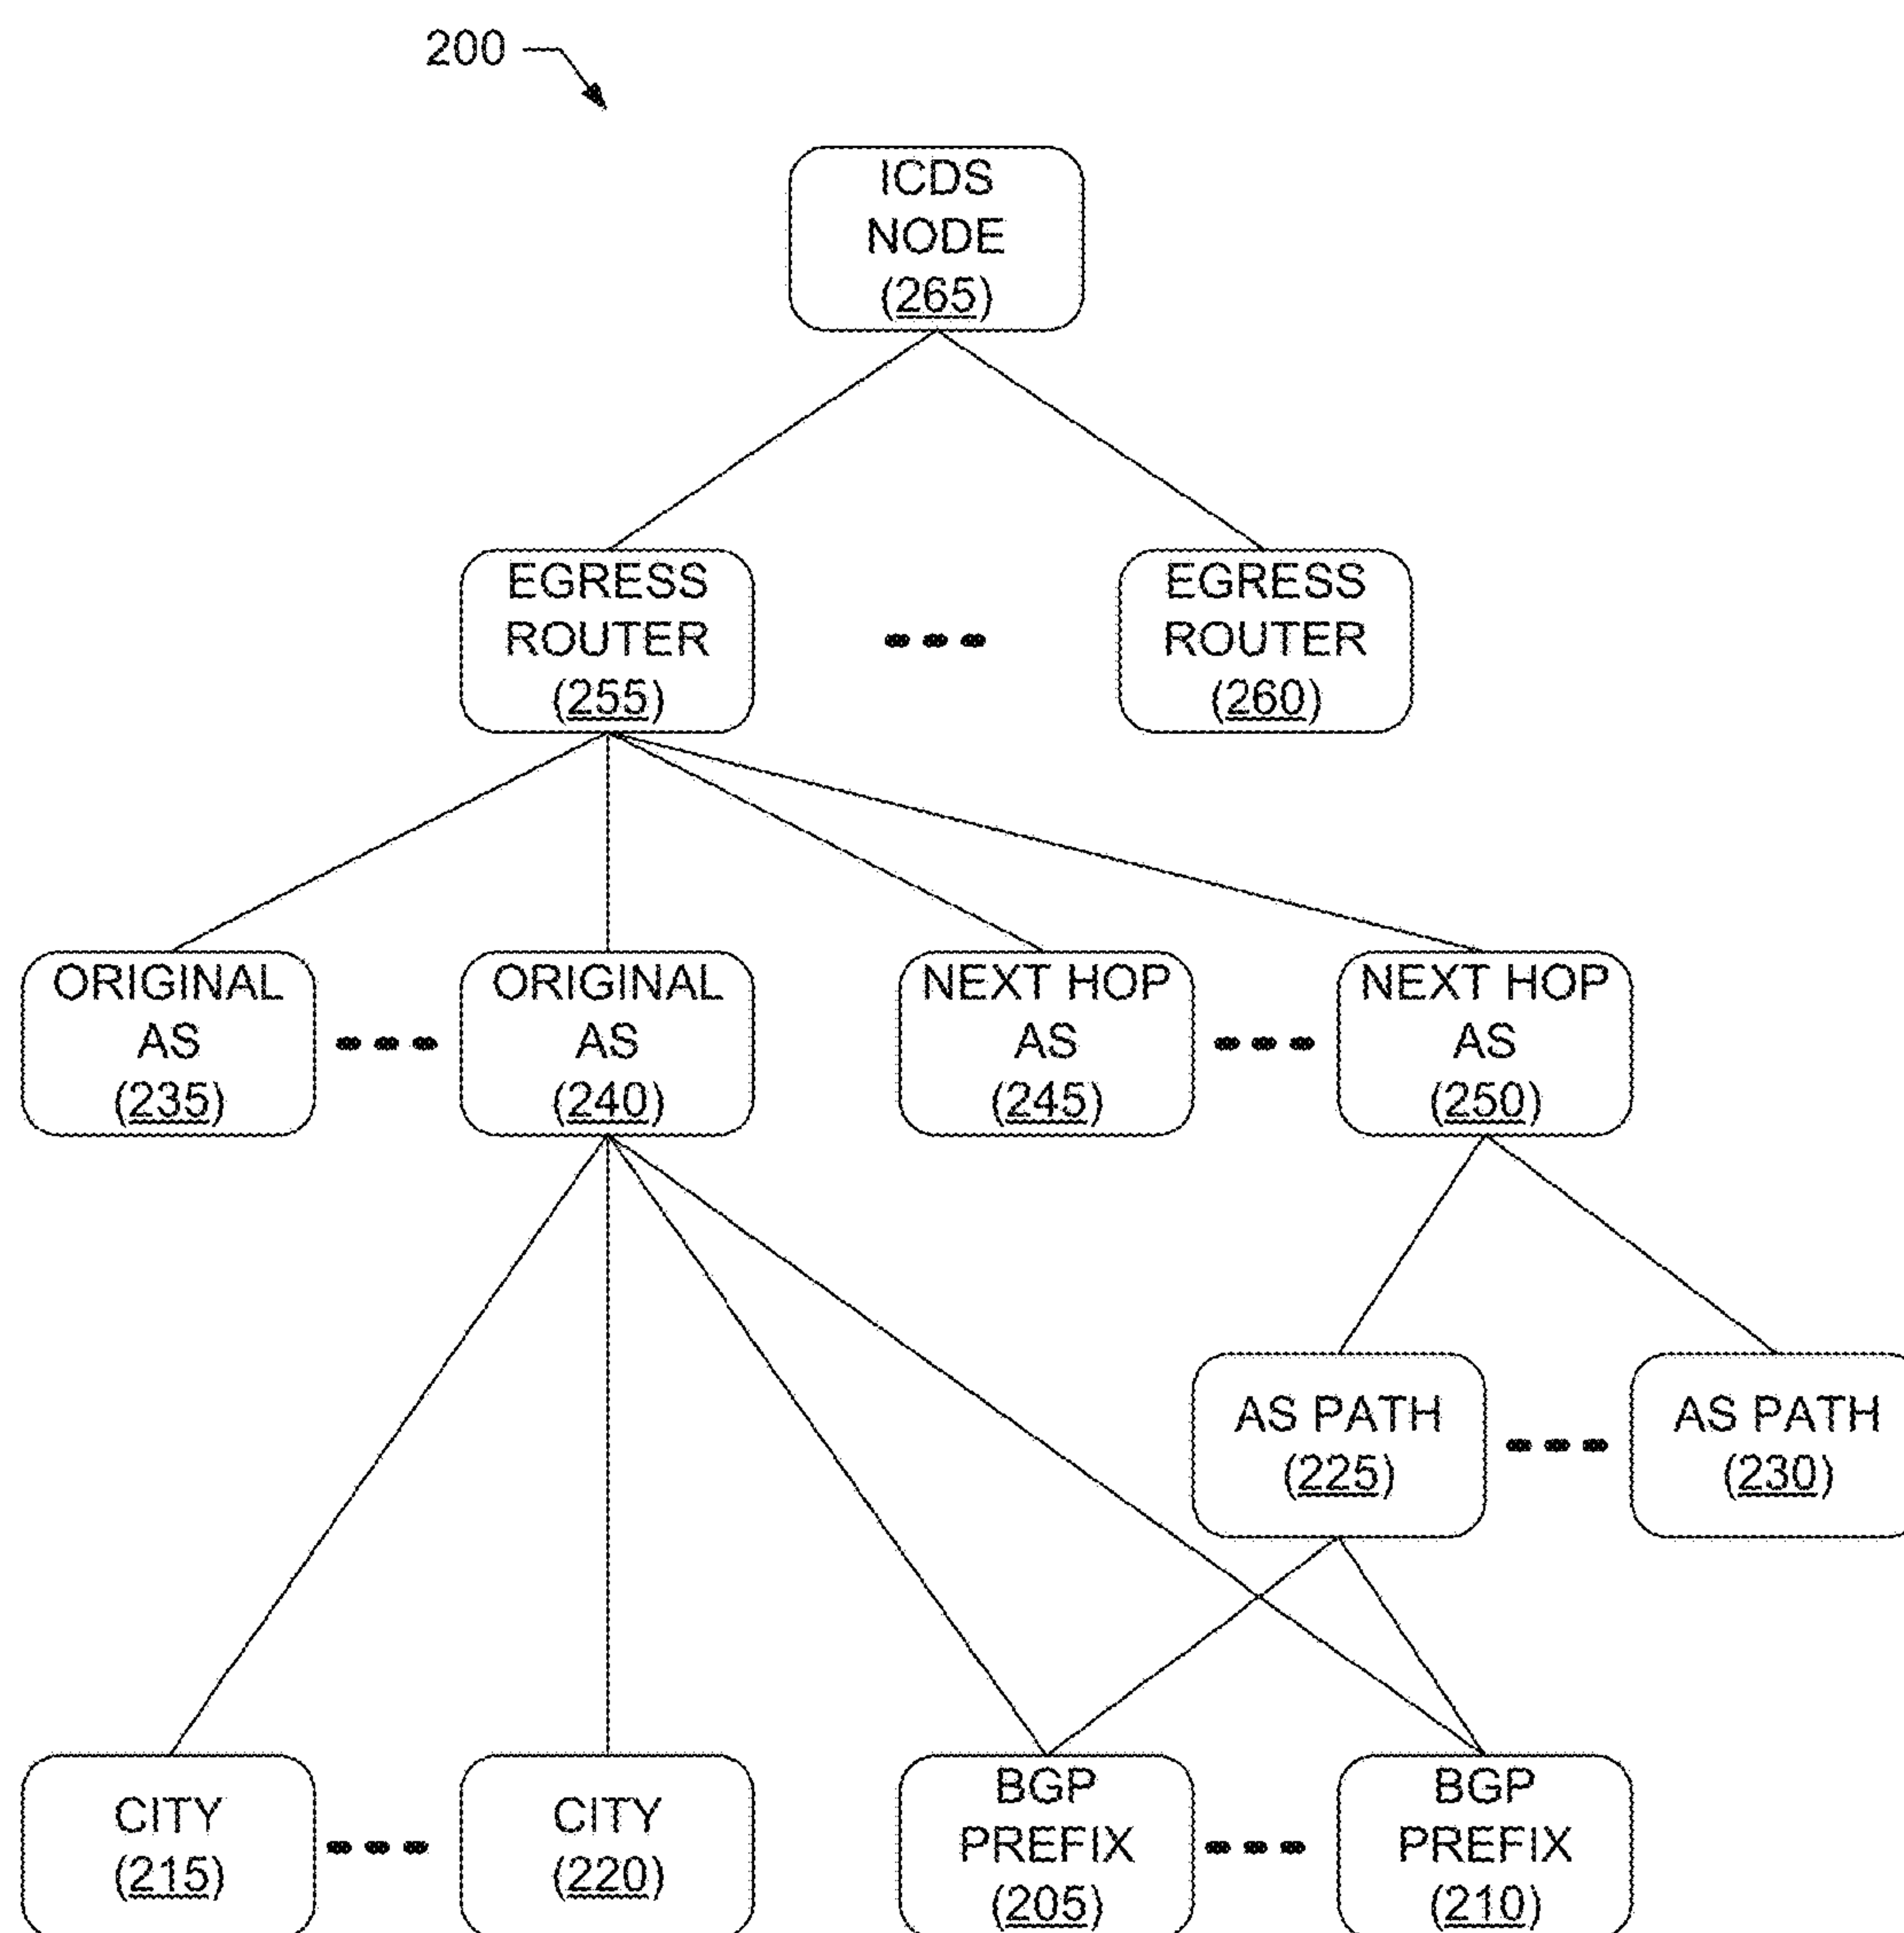 200
ICDS
NODE
(265)
EGRESS
ROUTER
(255)
EGRESS
ROUTER
(260)
ORIGINAL
AS
(235)
ORIGINAL
AS
(240)
NEXT HOP
AS
(245)
NEXT HOP
AS
(250)
AS PATH
(225)
AS PATH
(230)
CITY
(215)
CITY
(220)
BGP
PREFIX
(205)
BGP
PREFIX
(210)